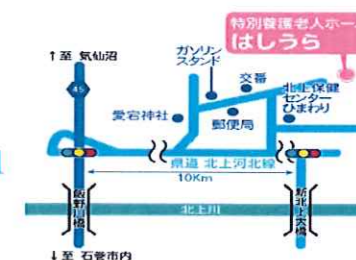 特別養護老人ホー
はしうら
↑至 気仙沼
ガソリン
スタンド
交番
北上保健
センター
ひまわり
45
愛宕神社
郵便局
県道 北上河北線
10Km
飯野川橋
新北上大橋
北上川
↓至 石巻市内